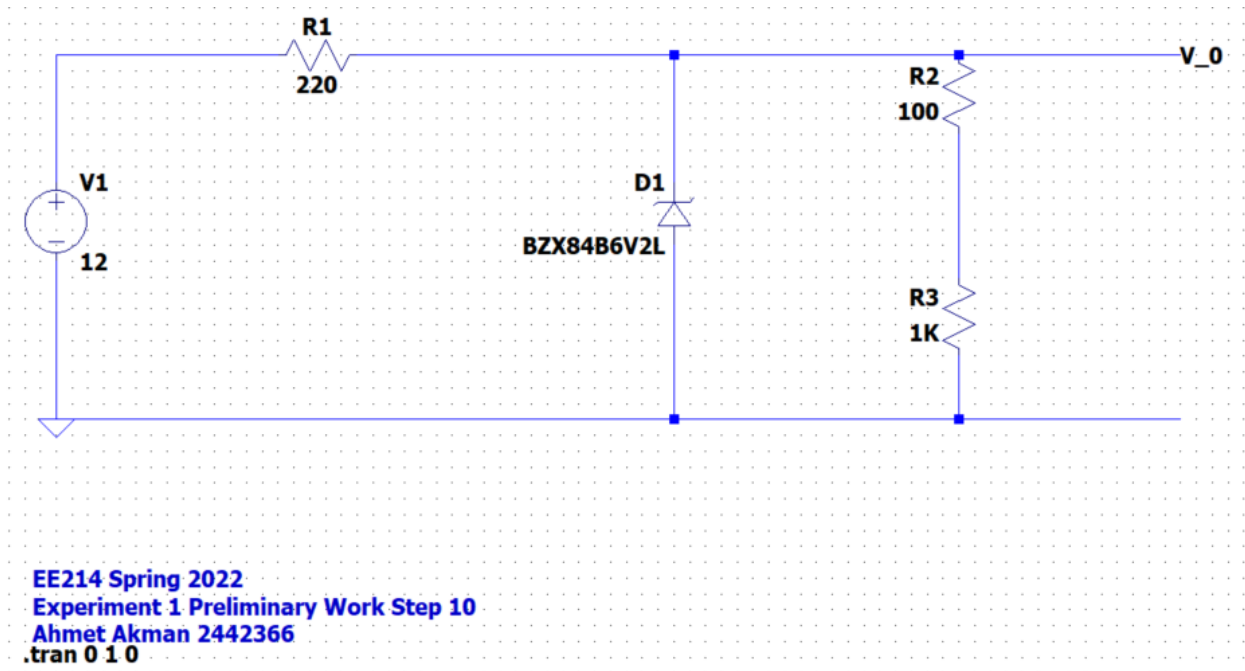 R1
220
V_0
R2
100
V1
12
D1
BZX84B6V2L
R3
1K
EE214 Spring 2022
Experiment 1 Preliminary Work Step 10
Ahmet Akman 2442366
.tran 0 1 0